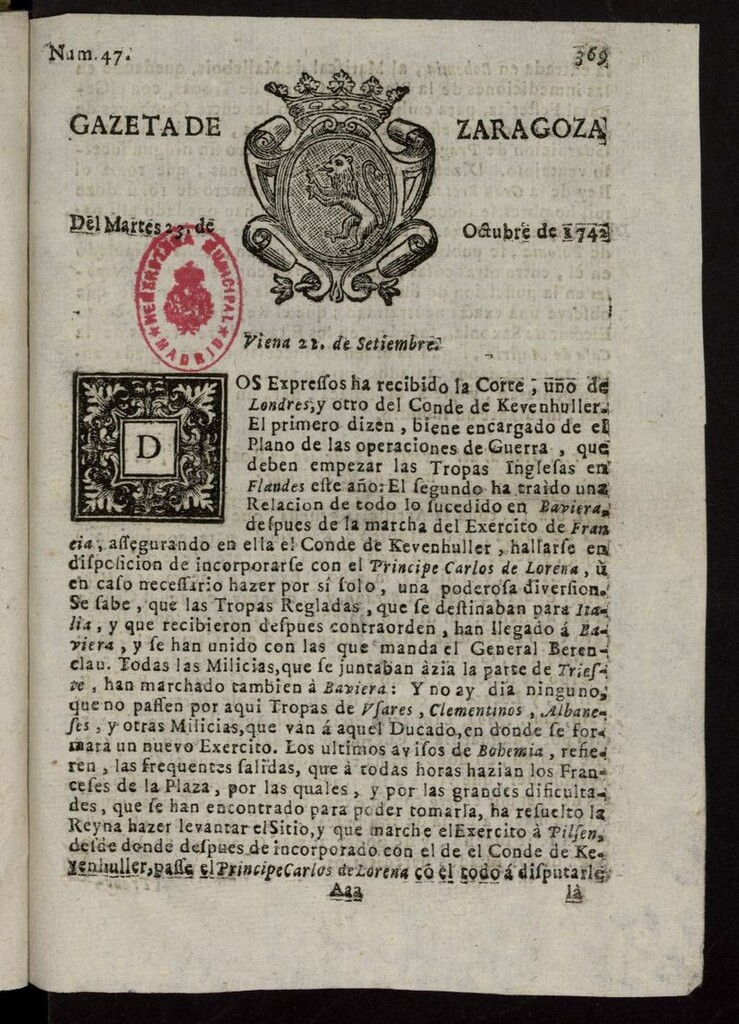 Num. 47.
369
GAZETA DE ZARAGOZA
Del Martes 23. de Octubre de 1742
HEMEROTECA MUNICIPAL
MADRID
Viena 22. de Setiembre.
DOS Expreſſos ha recibido la Corte, uno de
Londres, y otro del Conde de Kevenhuller.
El primero dizen, biene encargado de el
Plano de las operaciones de Guerra, que
deben empezar las Tropas Ingleſas en
Flandes eſte año: El ſegundo ha traìdo una
Relacion de todo lo ſucedido en Baviera,
deſpues de la marcha del Exercito de Fran-
cia, aſſegurando en ella el Conde de Kevenhuller, hallarſe en
diſpoſicion de incorporarſe con el Principe Carlos de Lorena, ù
en caſo neceſſario hazer por sí ſolo, una poderoſa diverſion.
Se ſabe, que las Tropas Regladas, que ſe deſtinaban para Ita-
lia, y que recibieron deſpues contraorden, han llegado á Ba-
viera, y ſe han unido con las que manda el General Beren-
clau. Todas las Milicias, que ſe juntaban àzia la parte de Trieſ-
te, han marchado tambien à Baviera: Y no ay dia ninguno,
que no paſſen por aqui Tropas de Vſares, Clementinos, Albane-
ſes, y otras Milicias, que ván á aquel Ducado, en donde ſe for-
mará un nuevo Exercito. Los ultimos aviſos de Bohemia, refie-
ren, las frequentes ſalidas, que à todas horas hazian los Fran-
ceſes de la Plaza, por las quales, y por las grandes dificulta-
des, que ſe han encontrado para poder tomarla, ha reſuelto la
Reyna hazer levantar el Sitio, y que marche el Exercito à Pilſen,
deſde donde deſpues de incorporado con el de el Conde de Ke-
venhuller, paſſe el Principe Carlos de Lorena cõ el todo á diſputarle
Aaa
la